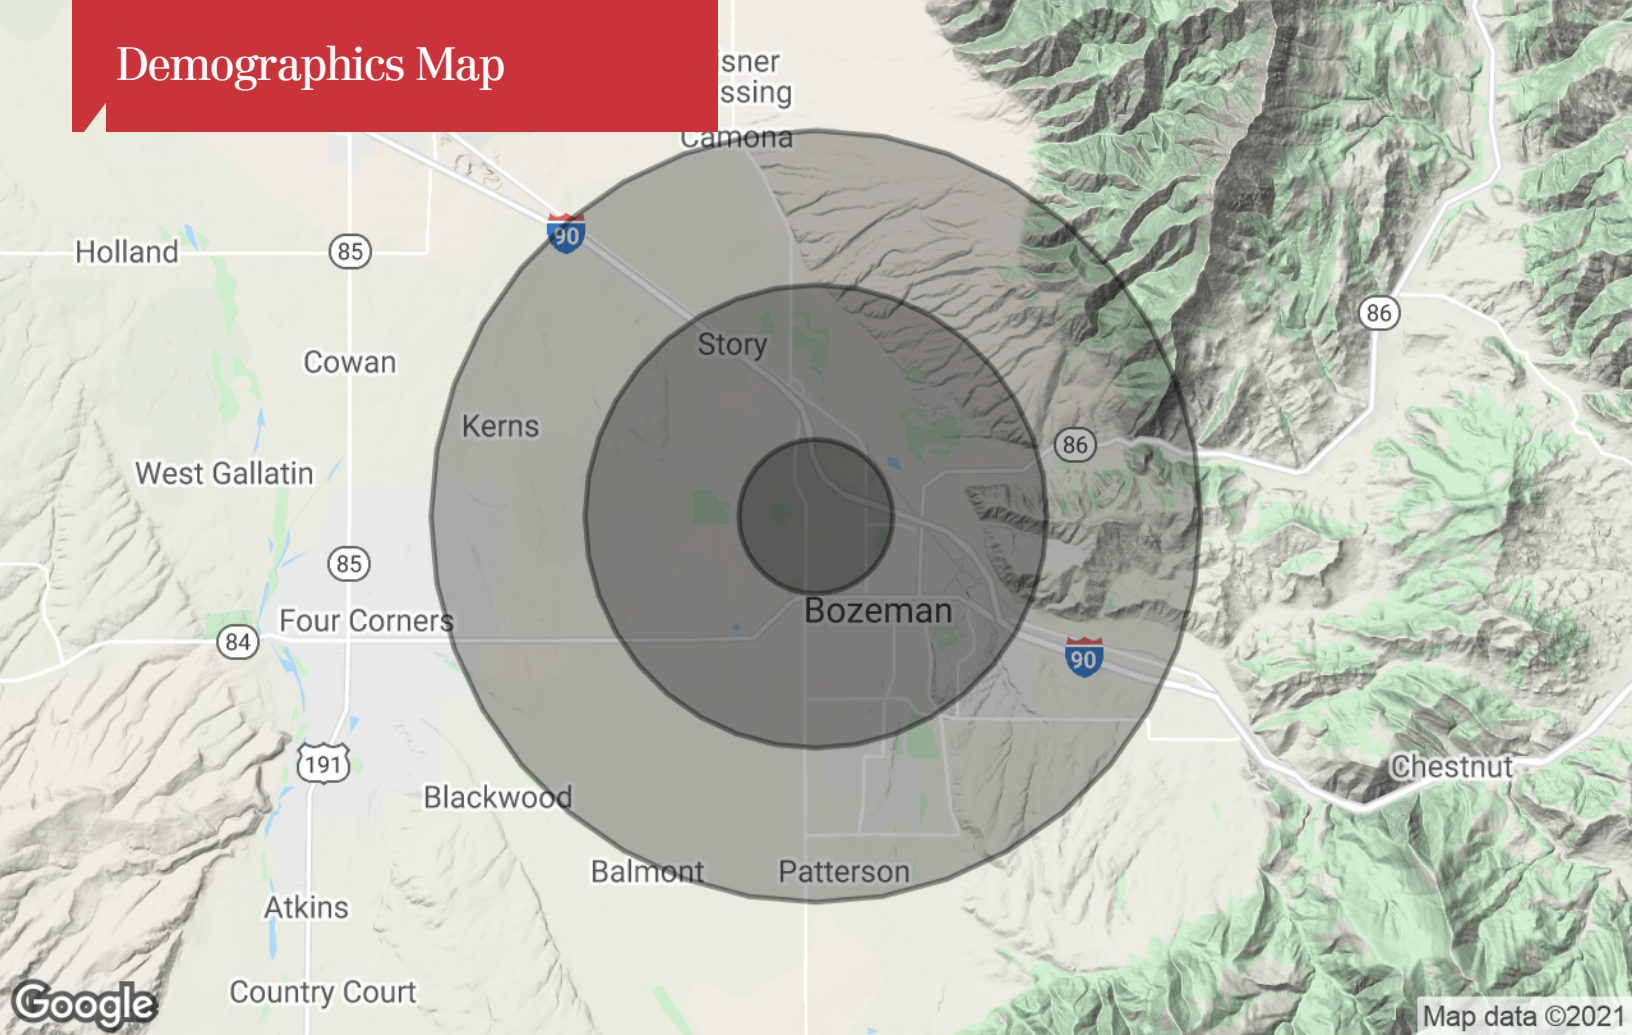 Demographics Map
Camona
90
Holland
85
86
Story
Cowan
Kerns
86
West Gallatin
85
Bozeman
Four Corners
84
90
191
Chestnut
Blackwood
Balmont
Patterson
Atkins
Country Court
Google
Map data ©2021